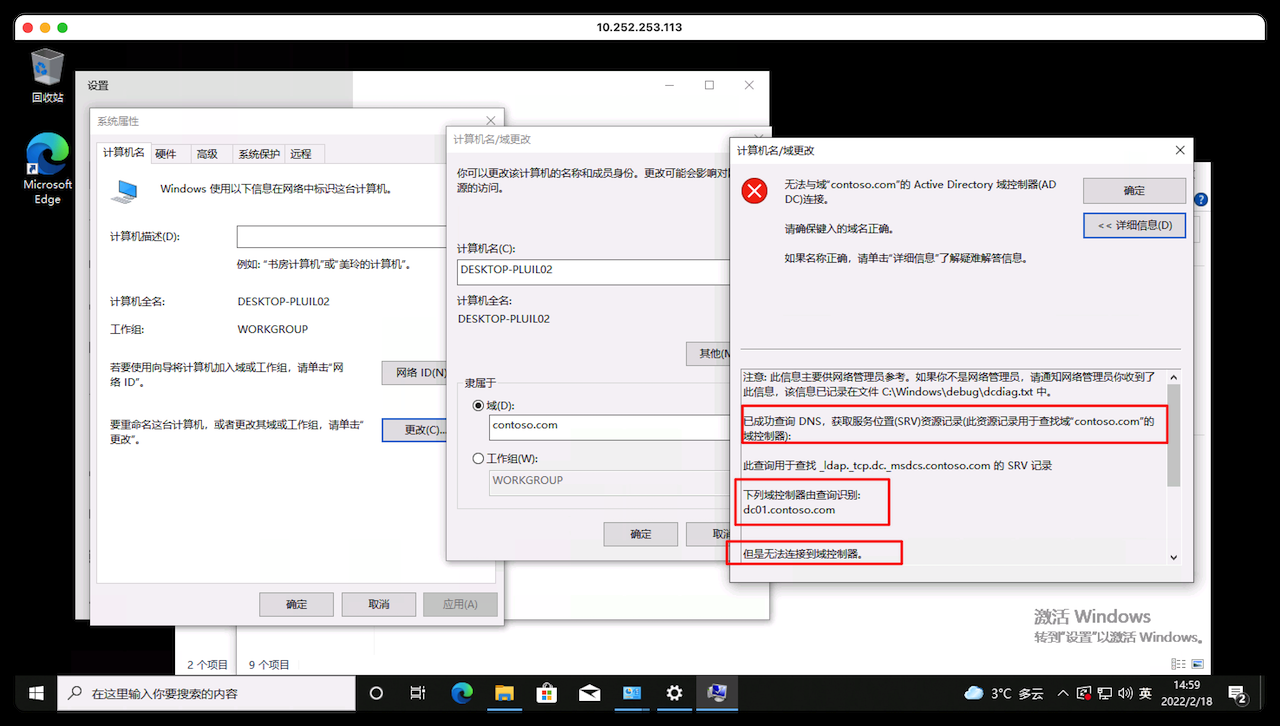 10.252.253.113
回收站
Microsoft
Edge
设置
系统属性
计算机名
硬件
高级
系统保护
远程
Windows 使用以下信息在网络中标识这台计算机。
计算机描述(D):
例如: "书房计算机"或"美玲的计算机"。
计算机全名:
DESKTOP-PLUIL02
工作组:
WORKGROUP
若要使用向导将计算机加入域或工作组，请单击"网
络 ID"。
网络 ID(N)
要重命名这台计算机，或者更改其域或工作组，请单击"
更改"。
更改(C)...
确定
取消
应用(A)
计算机名/域更改
你可以更改该计算机的名称和成员身份。更改可能会影响对
源的访问。
计算机名(C):
DESKTOP-PLUIL02
计算机全名:
DESKTOP-PLUIL02
其他(
隶属于
域(D):
contoso.com
工作组(W):
WORKGROUP
确定
取
计算机名/域更改
无法与域"contoso.com"的 Active Directory 域控制器(AD
DC)连接。
请确保键入的域名正确。
如果名称正确，请单击"详细信息"了解疑难解答信息。
确定
<< 详细信息(D)
注意: 此信息主要供网络管理员参考。如果你不是网络管理员，请通知网络管理员你收到了
此信息，该信息已记录在文件 C:\Windows\debug\dcdiag.txt 中。
已成功查询 DNS，获取服务位置(SRV)资源记录(此资源记录用于查找域"contoso.com"的
域控制器):
此查询用于查找 _ldap._tcp.dc._msdcs.contoso.com 的 SRV 记录
下列域控制器由查询识别:
dc01.contoso.com
但是无法连接到域控制器。
激活 Windows
转到"设置"以激活 Windows。
2 个项目
9 个项目
在这里输入你要搜索的内容
3°C 多云
英
14:59
2022/2/18
2